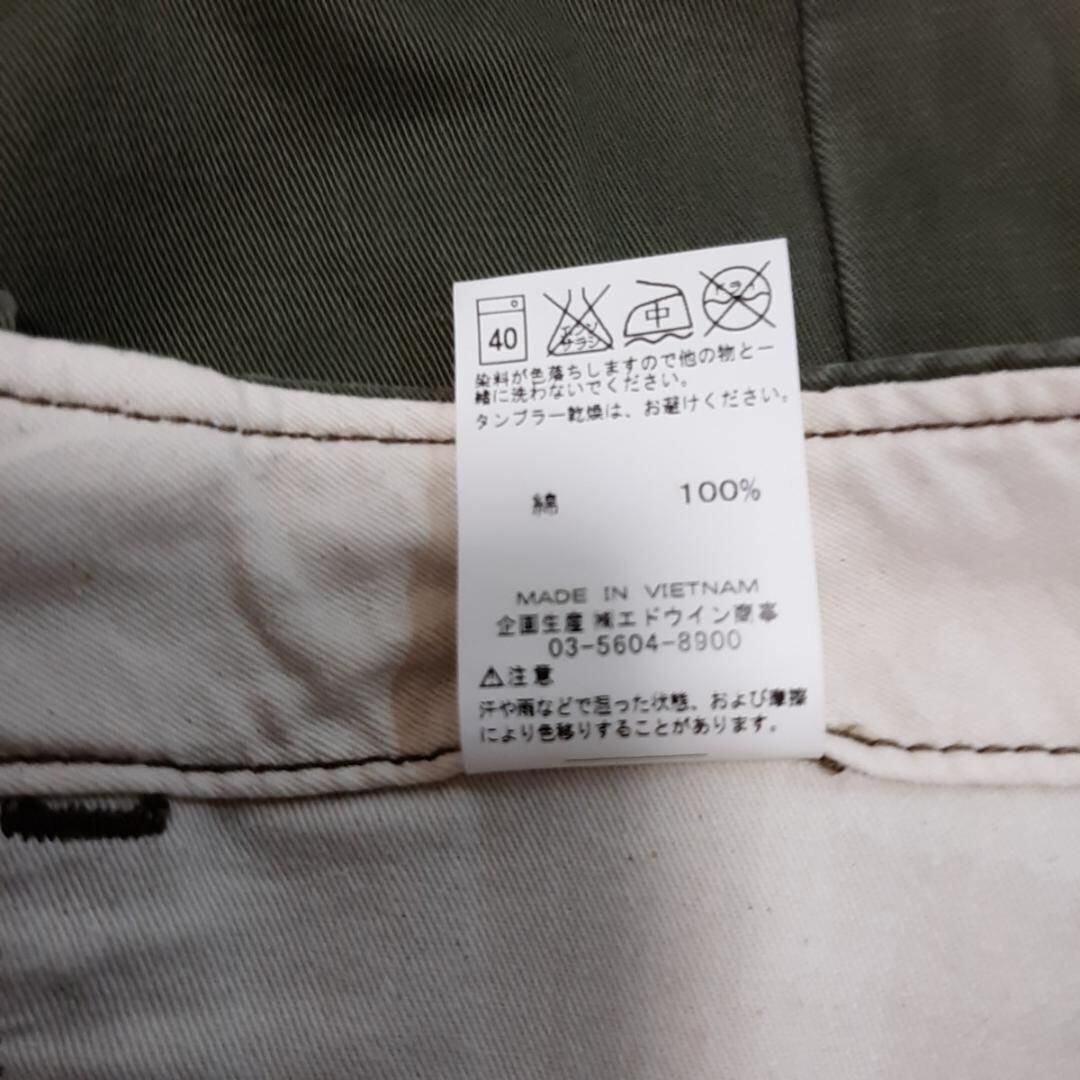 40 エンソ サラシ 中 ドライ
染料が色落ちしますので他の物と一
緒に洗わないでください。
タンブラー乾燥は、お避けください。
綿 100%
MADE IN VIETNAM
企画生産 ㈱エドウイン商事
03-5604-8900
⚠注意
汗や雨などで湿った状態、および摩擦
により色移りすることがあります。